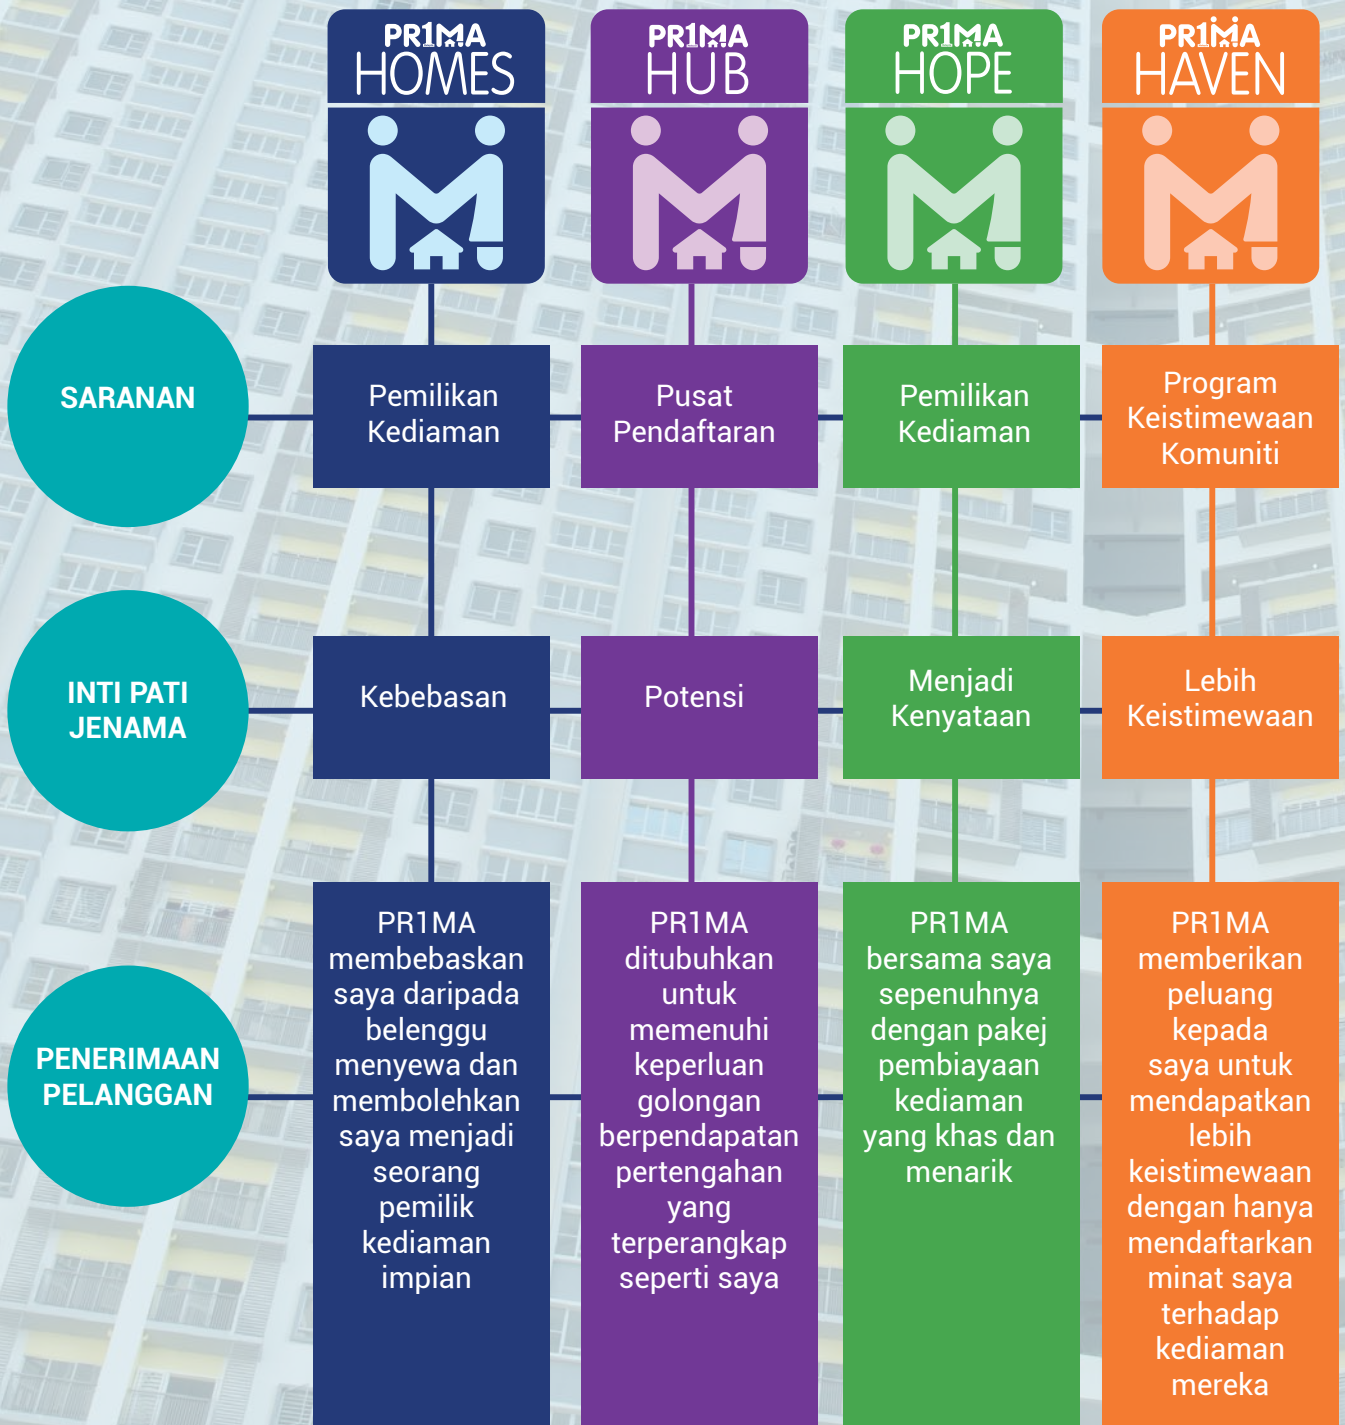 PR1MA
HOMES
PR1MA
HUB
PR1MA
HOPE
PR1MA
HAVEN
SARANAN
Pemilikan
Kediaman
Pusat
Pendaftaran
Pemilikan
Kediaman
Program
Keistimewaan
Komuniti
INTI PATI
JENAMA
Kebebasan
Potensi
Menjadi
Kenyataan
Lebih
Keistimewaan
PENERIMAAN
PELANGGAN
PR1MA
membebaskan
saya daripada
belenggu
menyewa dan
membolehkan
saya menjadi
seorang
pemilik
kediaman
impian
PR1MA
ditubuhkan
untuk
memenuhi
keperluan
golongan
berpendapatan
pertengahan
yang
terperangkap
seperti saya
PR1MA
bersama saya
sepenuhnya
dengan pakej
pembiayaan
kediaman
yang khas dan
menarik
PR1MA
memberikan
peluang
kepada
saya untuk
mendapatkan
lebih
keistimewaan
dengan hanya
mendaftarkan
minat saya
terhadap
kediaman
mereka